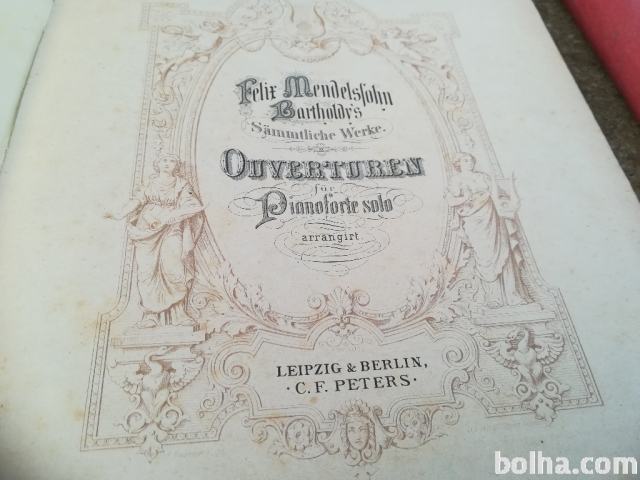 Felix Mendelssohn
Bartholdy's
Sämmtliche Werke.
OUVERTUREN
für
Pianoforte solo
arrangirt
LEIPZIG & BERLIN,
· C. F. PETERS ·
bolha.com